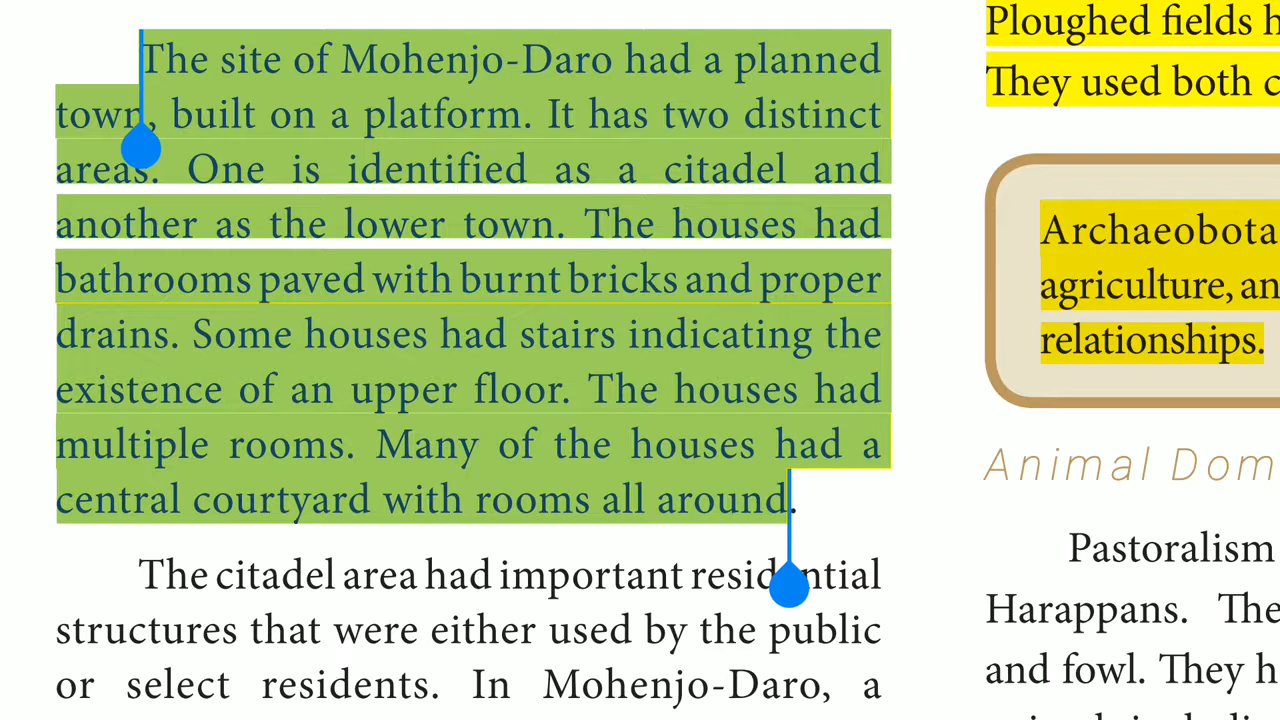 The site of Mohenjo-Daro had a planned
town, built on a platform. It has two distinct
areas. One is identified as a citadel and
another as the lower town. The houses had
bathrooms paved with burnt bricks and proper
drains. Some houses had stairs indicating the
existence of an upper floor. The houses had
multiple rooms. Many of the houses had a
central courtyard with rooms all around.
The citadel area had important residential
structures that were either used by the public
or select residents. In Mohenjo-Daro, a
Ploughed fields h
They used both c
Archaeobota
agriculture, an
relationships.
Animal Dom
Pastoralism
Harappans. The
and fowl. They h